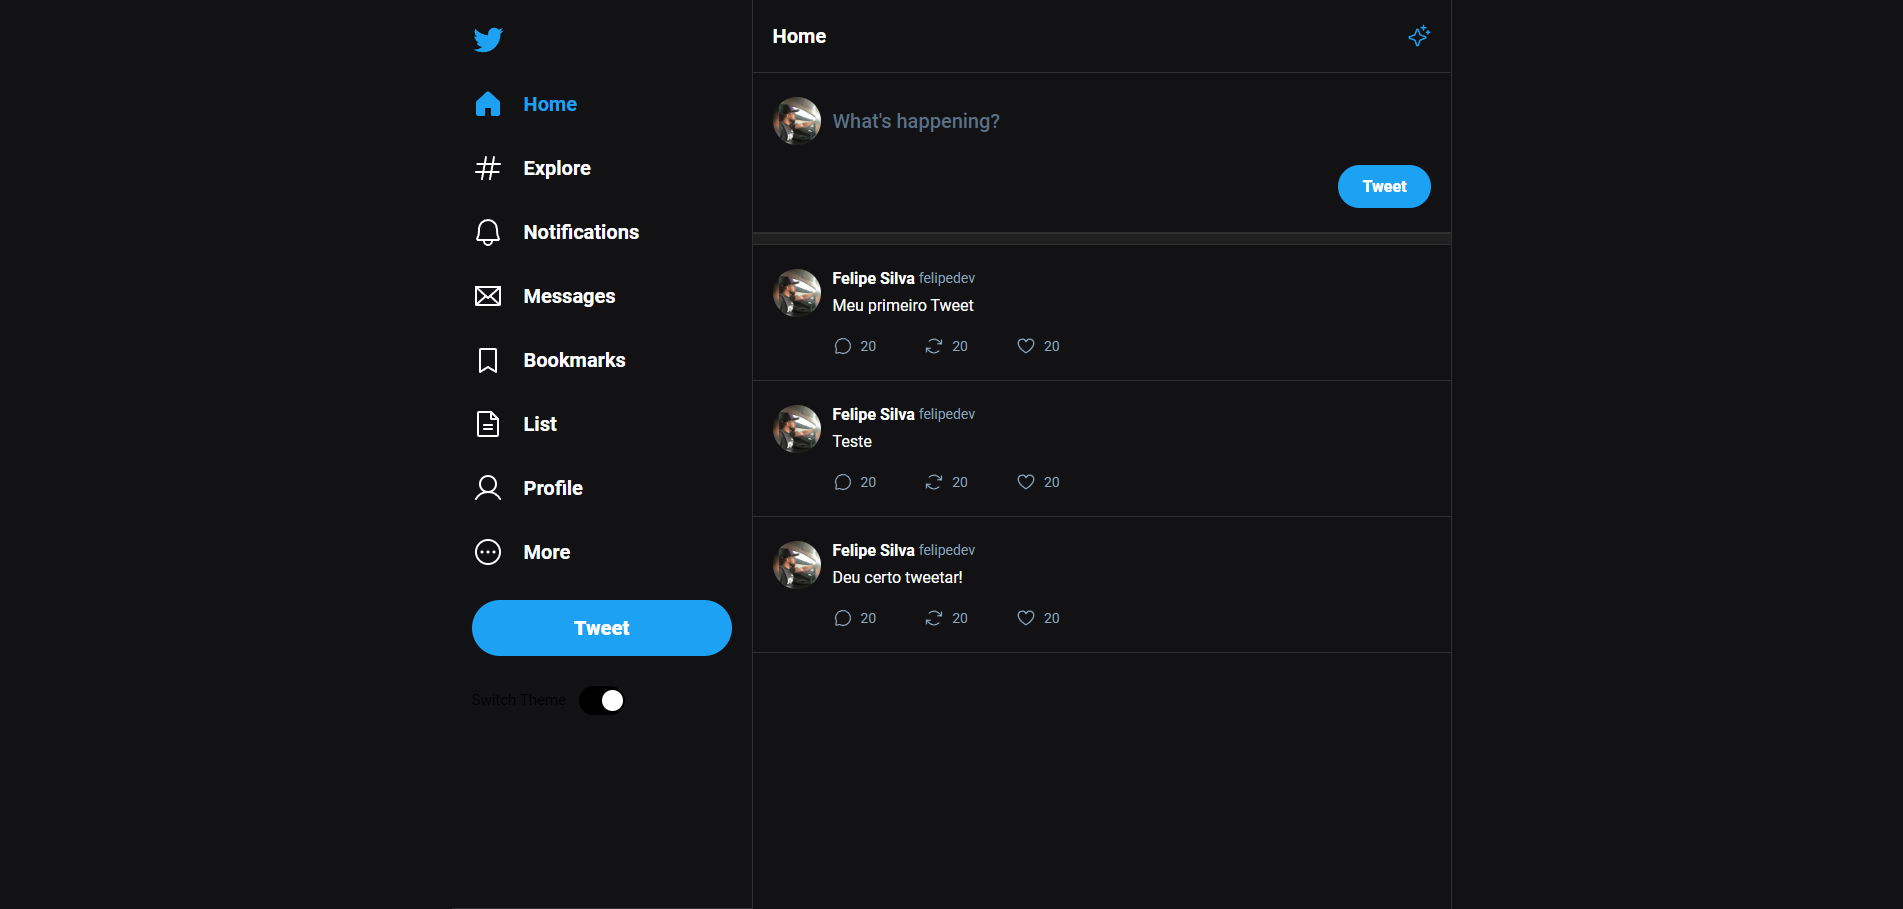 Home
Explore
Notifications
Messages
Bookmarks
List
Profile
More
Tweet
Switch Theme
Home
What's happening?
Tweet
Felipe Silva felipedev
Meu primeiro Tweet
20 20 20
Felipe Silva felipedev
Teste
20 20 20
Felipe Silva felipedev
Deu certo tweetar!
20 20 20